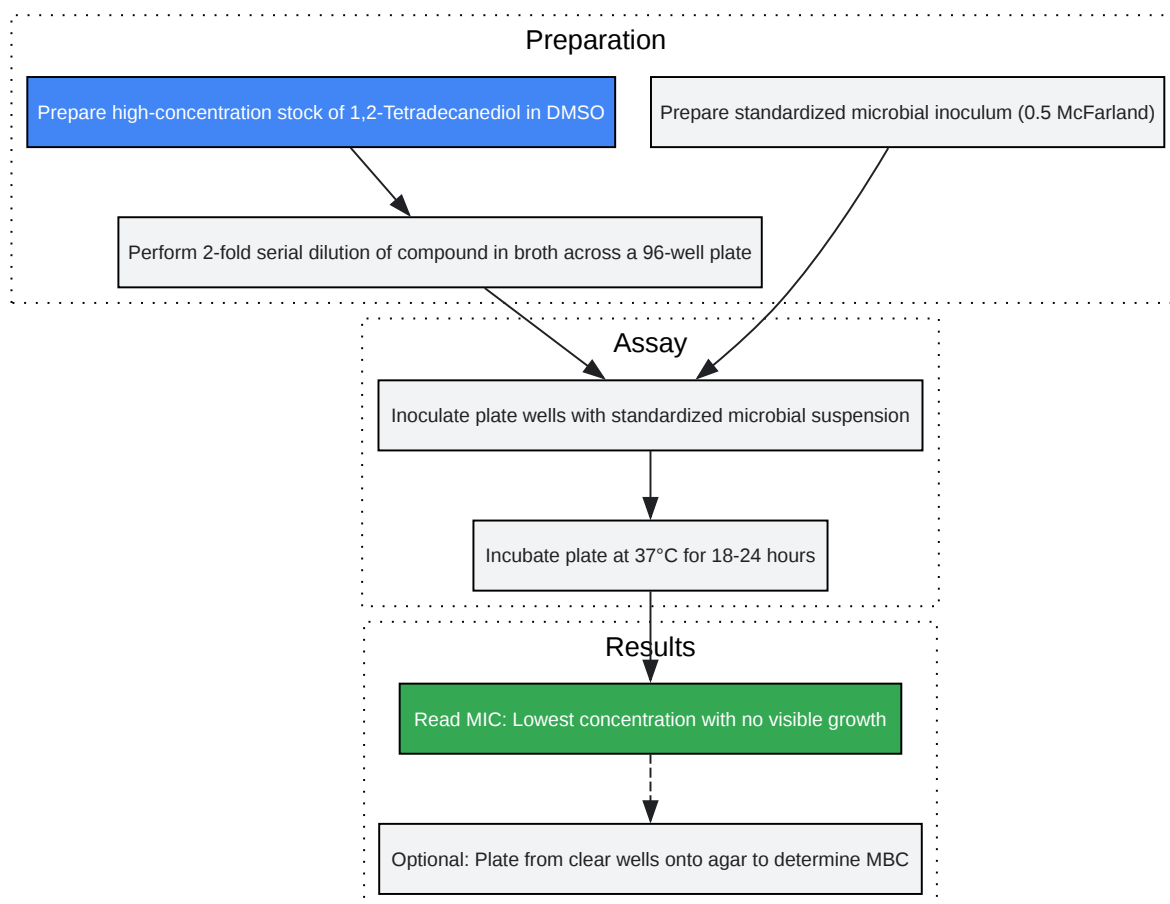 Preparation
Prepare high-concentration stock of 1,2-Tetradecanediol in DMSO
Prepare standardized microbial inoculum (0.5 McFarland)
Perform 2-fold serial dilution of compound in broth across a 96-well plate
Assay
Inoculate plate wells with standardized microbial suspension
Incubate plate at 37°C for 18-24 hours
Results
Read MIC: Lowest concentration with no visible growth
Optional: Plate from clear wells onto agar to determine MBC